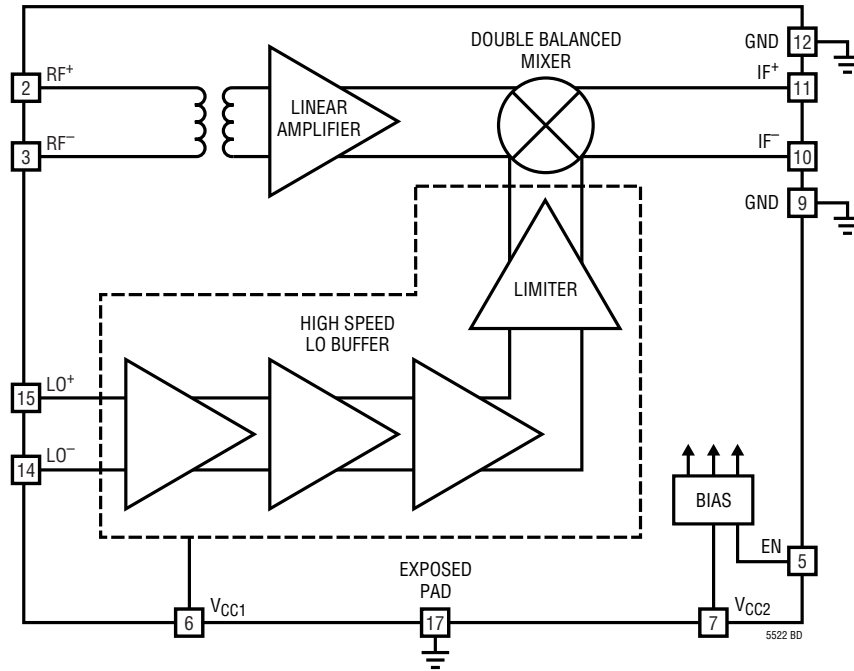 DOUBLE BALANCED
MIXER
GND
12
RF+
2
IF+
11
LINEAR
AMPLIFIER
RF–
3
IF–
10
GND
9
LIMITER
HIGH SPEED
LO BUFFER
LO+
15
LO–
14
BIAS
EN
5
EXPOSED
PAD
VCC1
6
17
VCC2
7
5522 BD